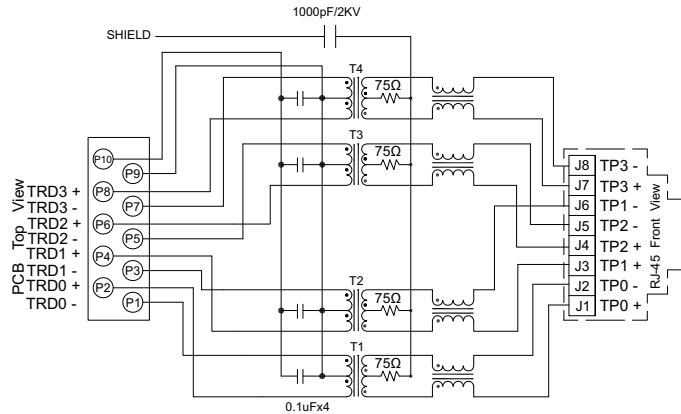 1000pF/2KV
SHIELD
T4
75Ω
T3
75Ω
P10
P9
TRD3 + P8
TRD3 - P7
TRD2 + P6
TRD2 - P5
TRD1 + P4
TRD1 - P3
TRD0 + P2
TRD0 - P1
PCB Top View
J8 TP3 -
J7 TP3 +
J6 TP1 -
J5 TP2 -
J4 TP2 +
J3 TP1 +
J2 TP0 -
J1 TP0 +
RJ-45 Front View
T2
75Ω
T1
75Ω
0.1uFx4